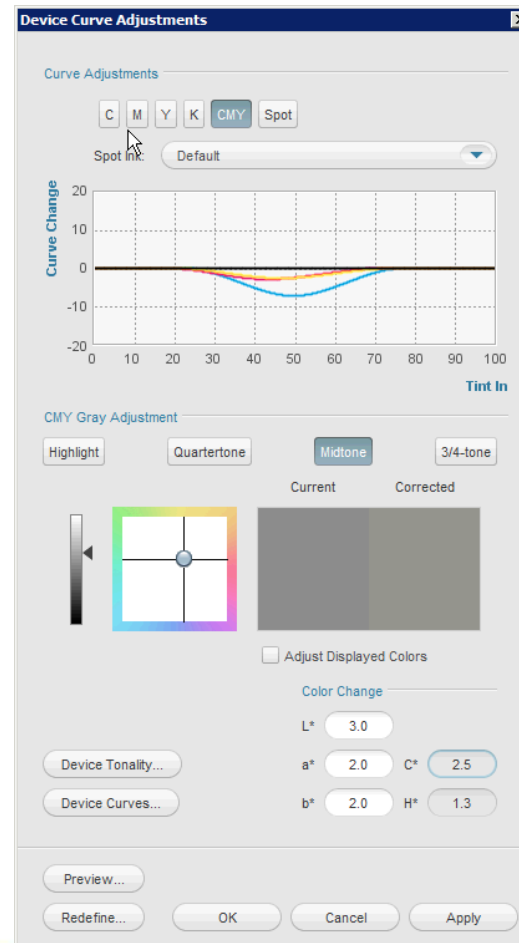 Device Curve Adjustments
Curve Adjustments
C M Y K CMY Spot
Spot Ink: Default
Curve Change
20
10
0
-10
-20
0 10 20 30 40 50 60 70 80 90 100
Tint In
CMY Gray Adjustment
Highlight Quartertone Midtone 3/4-tone
Current Corrected
Adjust Displayed Colors
Color Change
L* 3.0
Device Tonality... a* 2.0 C* 2.5
Device Curves... b* 2.0 H* 1.3
Preview...
Redefine... OK Cancel Apply